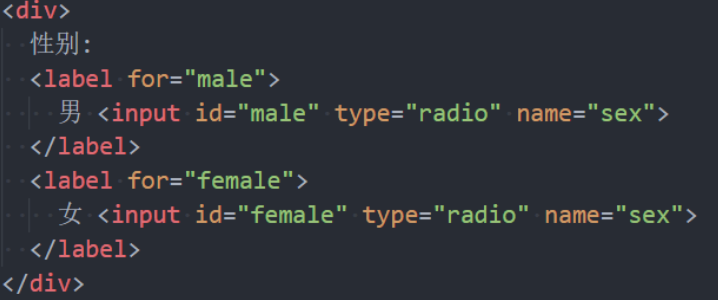 <div>
性别:
<label for="male">
男 <input id="male" type="radio" name="sex">
</label>
<label for="female">
女 <input id="female" type="radio" name="sex">
</label>
</div>